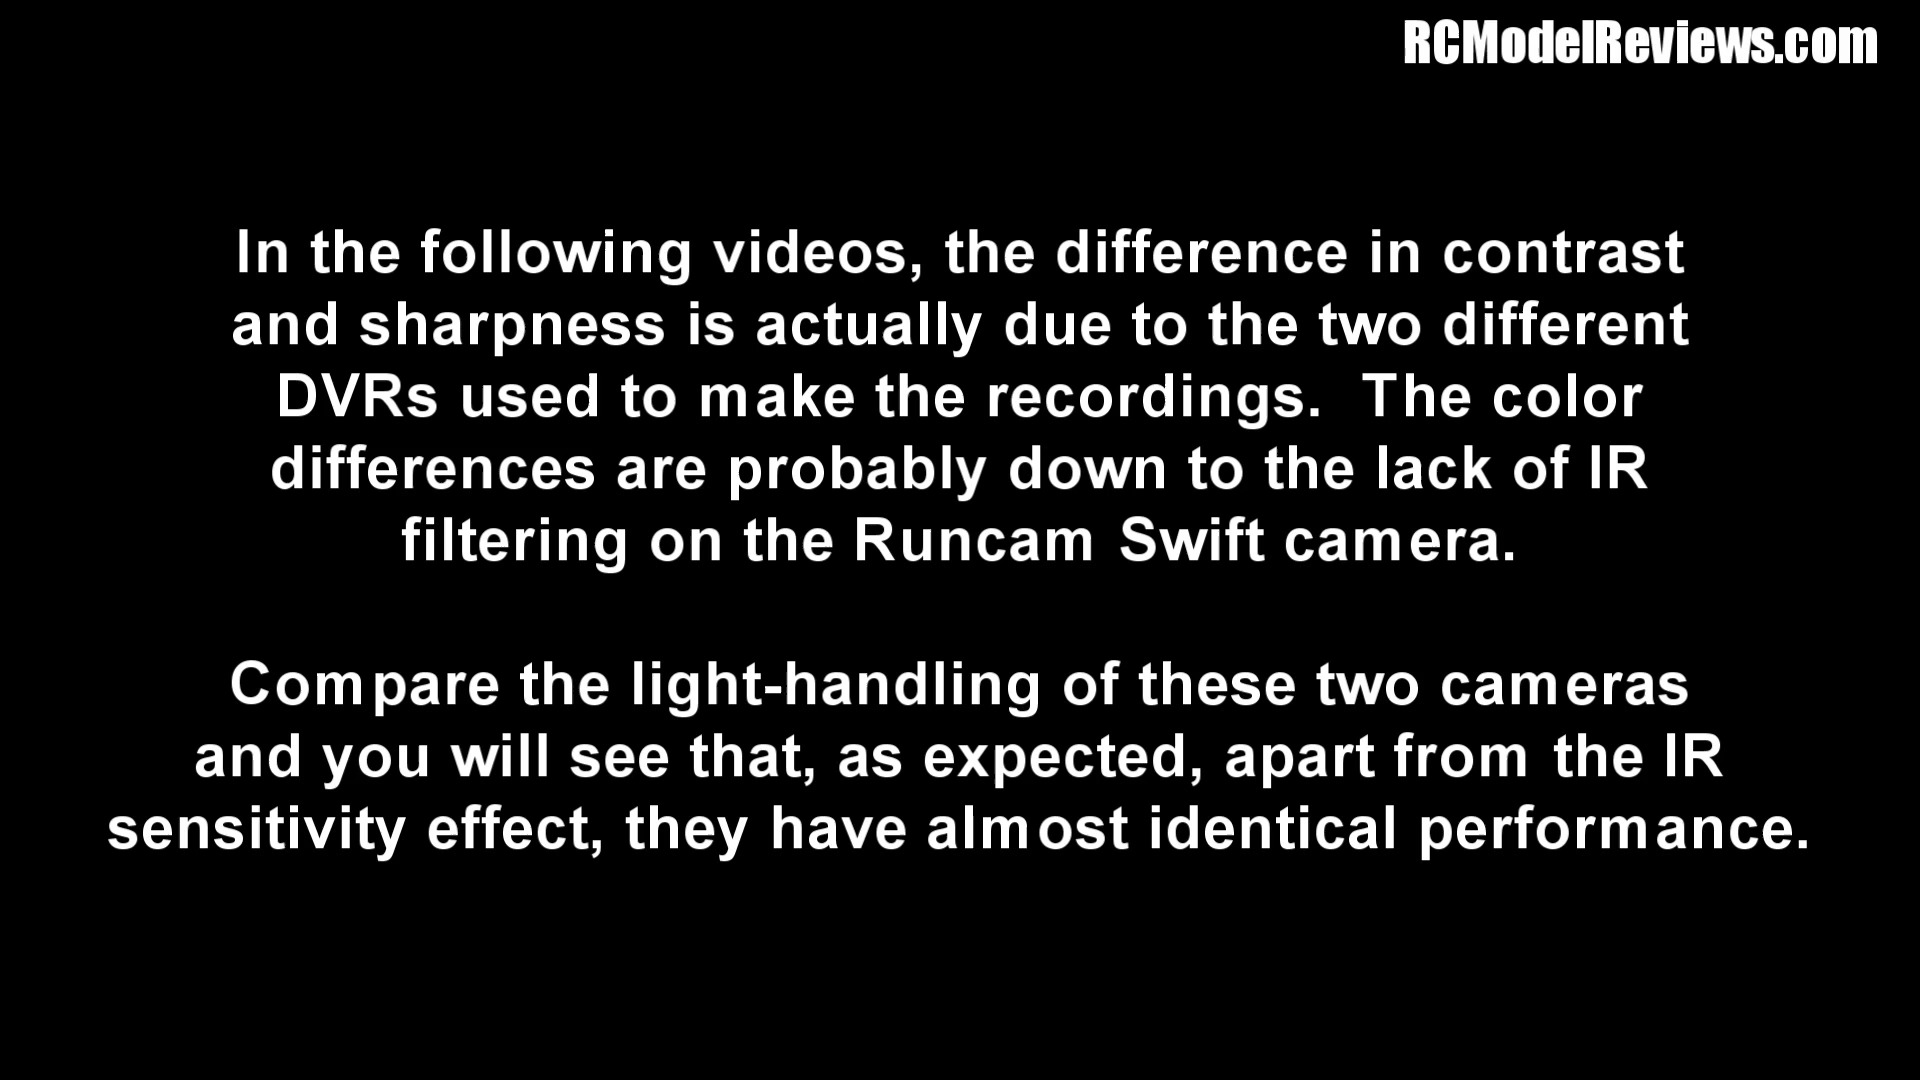 RCModelReviews.com
In the following videos, the difference in contrast
and sharpness is actually due to the two different
DVRs used to make the recordings.  The color
differences are probably down to the lack of IR
filtering on the Runcam Swift camera.
Compare the light-handling of these two cameras
and you will see that, as expected, apart from the IR
sensitivity effect, they have almost identical performance.